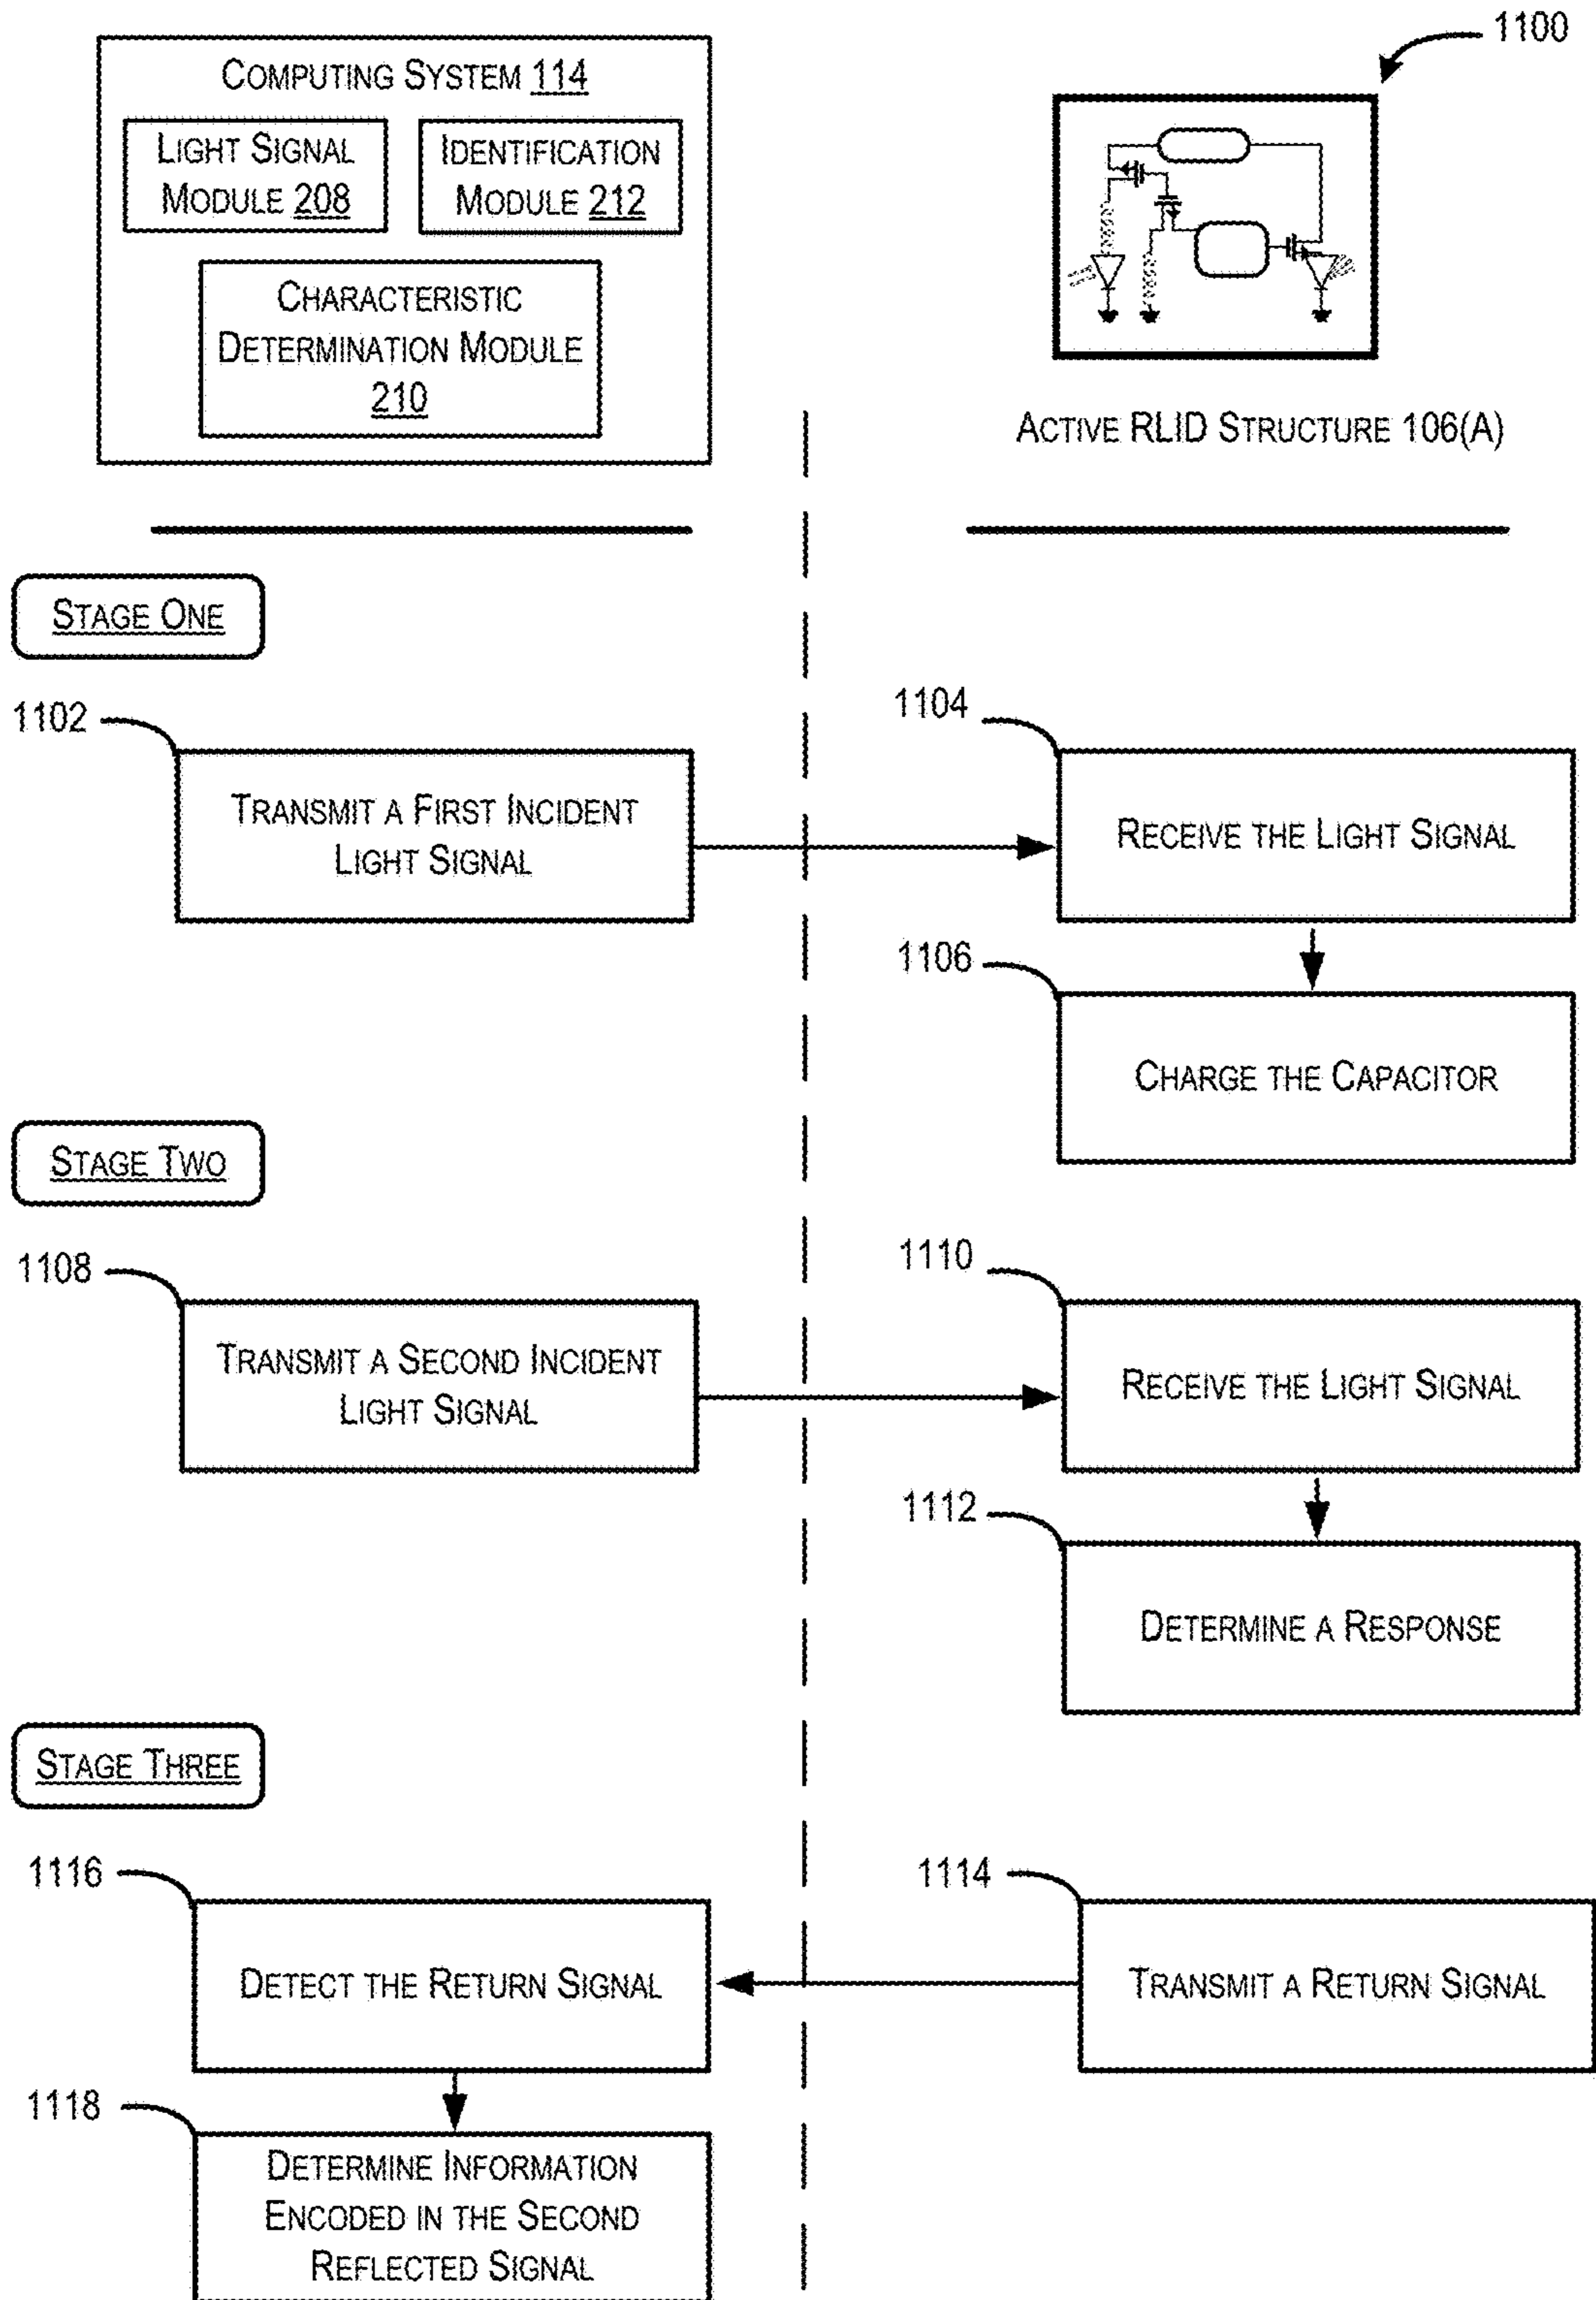 1100
COMPUTING SYSTEM 114
LIGHT SIGNAL
MODULE 208
IDENTIFICATION
MODULE 212
CHARACTERISTIC
DETERMINATION MODULE
210
ACTIVE RLID STRUCTURE 106(A)
STAGE ONE
1102
TRANSMIT A FIRST INCIDENT
LIGHT SIGNAL
1104
RECEIVE THE LIGHT SIGNAL
1106
CHARGE THE CAPACITOR
STAGE TWO
1108
TRANSMIT A SECOND INCIDENT
LIGHT SIGNAL
1110
RECEIVE THE LIGHT SIGNAL
1112
DETERMINE A RESPONSE
STAGE THREE
1116
DETECT THE RETURN SIGNAL
1114
TRANSMIT A RETURN SIGNAL
1118
DETERMINE INFORMATION
ENCODED IN THE SECOND
REFLECTED SIGNAL